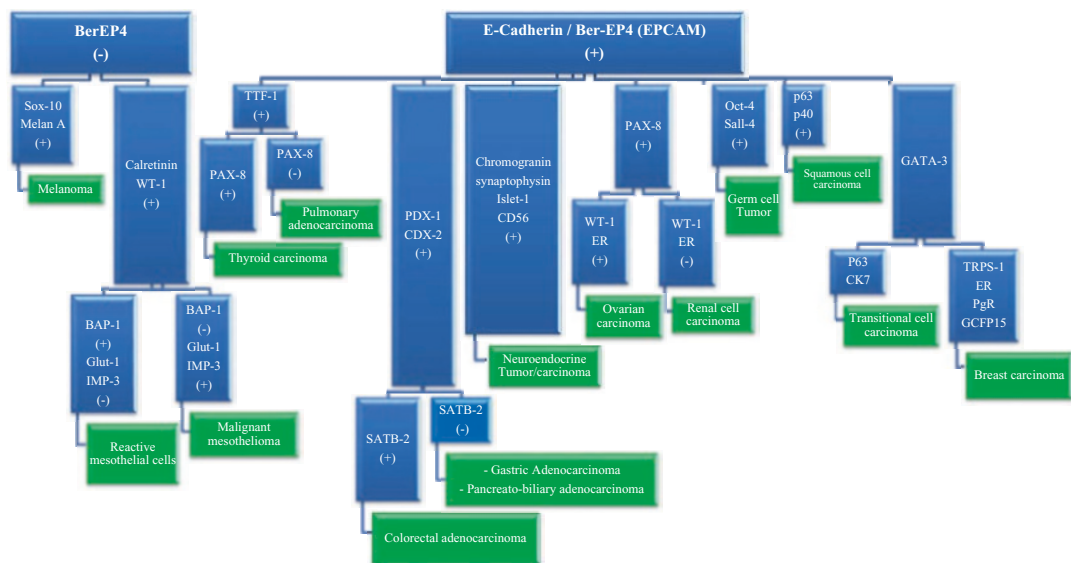 BerEP4
(-)
E-Cadherin / Ber-EP4 (EPCAM)
(+)
Sox-10
Melan A
(+)
Melanoma
Calretinin
WT-1
(+)
BAP-1
(+)
Glut-1
IMP-3
(-)
Reactive
mesothelial cells
BAP-1
(-)
Glut-1
IMP-3
(+)
Malignant
mesothelioma
TTF-1
(+)
PAX-8
(+)
Thyroid carcinoma
PAX-8
(-)
Pulmonary
adenocarcinoma
PDX-1
CDX-2
(+)
SATB-2
(+)
Colorectal adenocarcinoma
SATB-2
(-)
- Gastric Adenocarcinoma
- Pancreato-biliary adenocarcinoma
Chromogranin
synaptophysin
Islet-1
CD56
(+)
Neuroendocrine
Tumor/carcinoma
PAX-8
(+)
WT-1
ER
(+)
Ovarian
carcinoma
WT-1
ER
(-)
Renal cell
carcinoma
Oct-4
Sall-4
(+)
Germ cell
Tumor
p63
p40
(+)
Squamous cell
carcinoma
GATA-3
P63
CK7
Transitional cell
carcinoma
TRPS-1
ER
PgR
GCFP15
Breast carcinoma